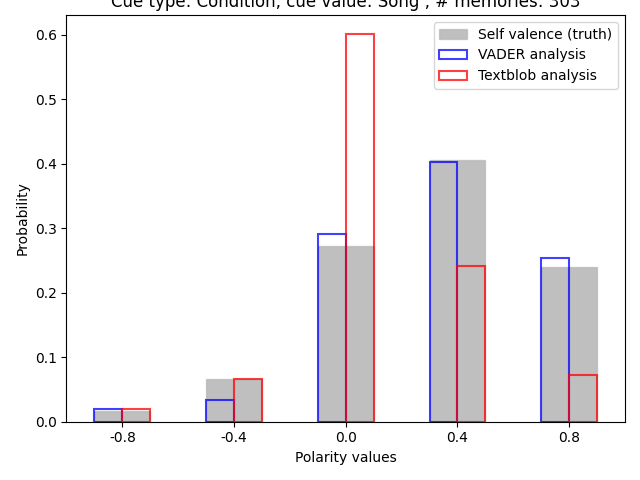 Cue type: Condition, cue value: Song , # memories: 303
Self valence (truth)
VADER analysis
Textblob analysis
0.6
0.5
0.4
0.3
0.2
0.1
0.0
Probability
-0.8 -0.4 0.0 0.4 0.8
Polarity values